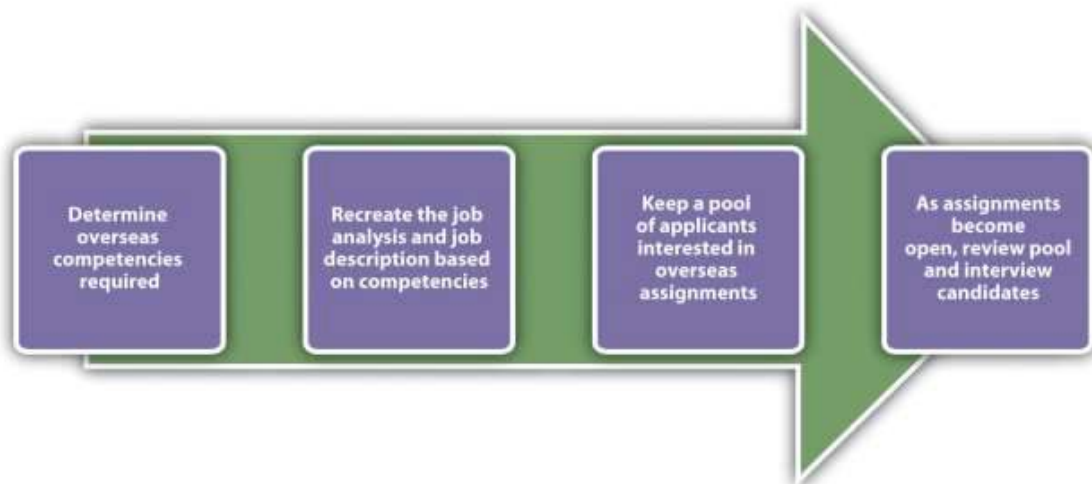 Determine
overseas
competencies
required
Recreate the job
analysis and job
description based
on competencies
Keep a pool
of applicants
interested in
overseas
assignments
As assignments
become
open, review pool
and interview
candidates